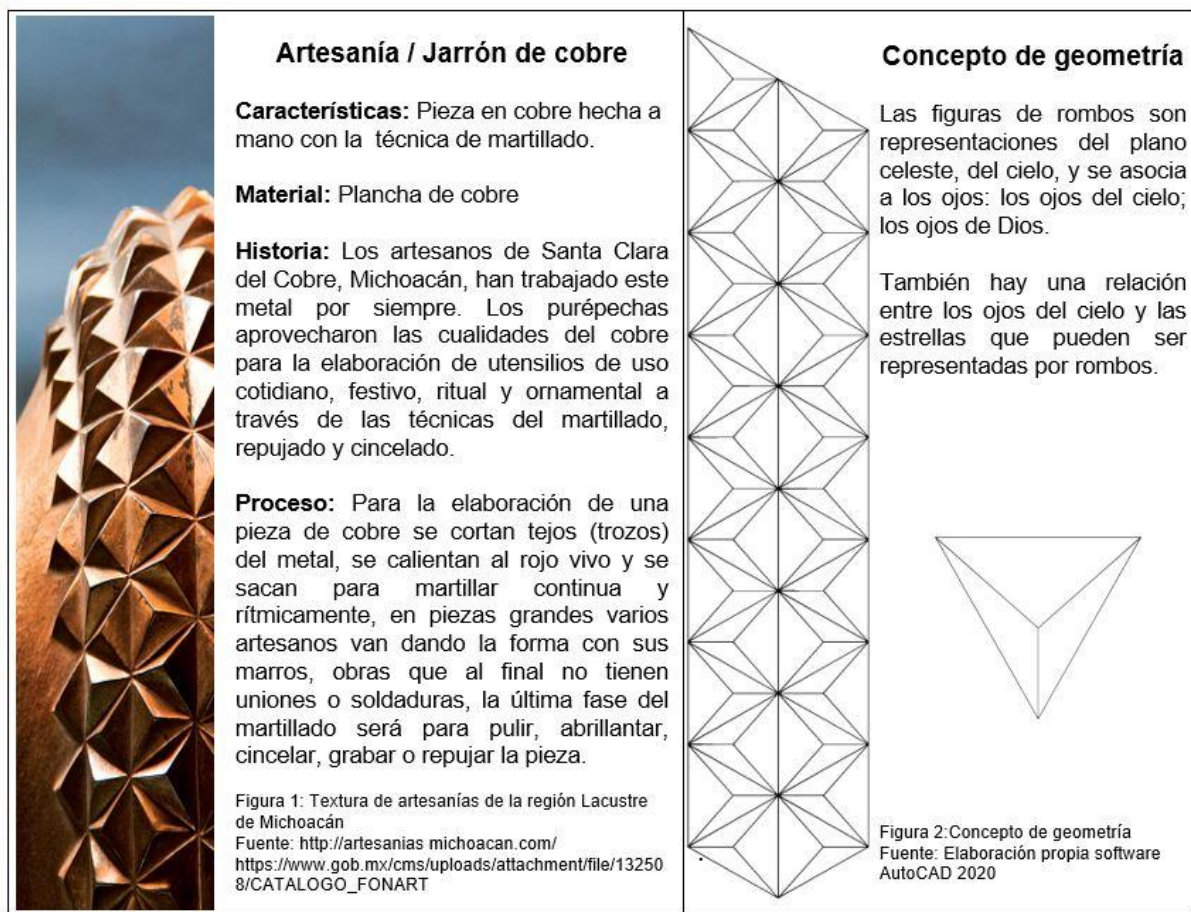 Artesanía / Jarrón de cobre
Características: Pieza en cobre hecha a
mano con la técnica de martillado.
Material: Plancha de cobre
Historia: Los artesanos de Santa Clara
del Cobre, Michoacán, han trabajado este
metal por siempre. Los purépechas
aprovecharon las cualidades del cobre
para la elaboración de utensilios de uso
cotidiano, festivo, ritual y ornamental a
través de las técnicas del martillado,
repujado y cincelado.
Proceso: Para la elaboración de una
pieza de cobre se cortan tejos (trozos)
del metal, se calientan al rojo vivo y se
sacan para martillar continua y
rítmicamente, en piezas grandes varios
artesanos van dando la forma con sus
marros, obras que al final no tienen
uniones o soldaduras, la última fase del
martillado será para pulir, abrillantar,
cincelar, grabar o repujar la pieza.
Figura 1: Textura de artesanías de la región Lacustre
de Michoacán
Fuente: http://artesanias michoacan.com/
https://www.gob.mx/cms/uploads/attachment/file/13250
8/CATALOGO_FONART
Concepto de geometría
Las figuras de rombos son
representaciones del plano
celeste, del cielo, y se asocia
a los ojos: los ojos del cielo;
los ojos de Dios.
También hay una relación
entre los ojos del cielo y las
estrellas que pueden ser
representadas por rombos.
Figura 2:Concepto de geometría
Fuente: Elaboración propia software
AutoCAD 2020